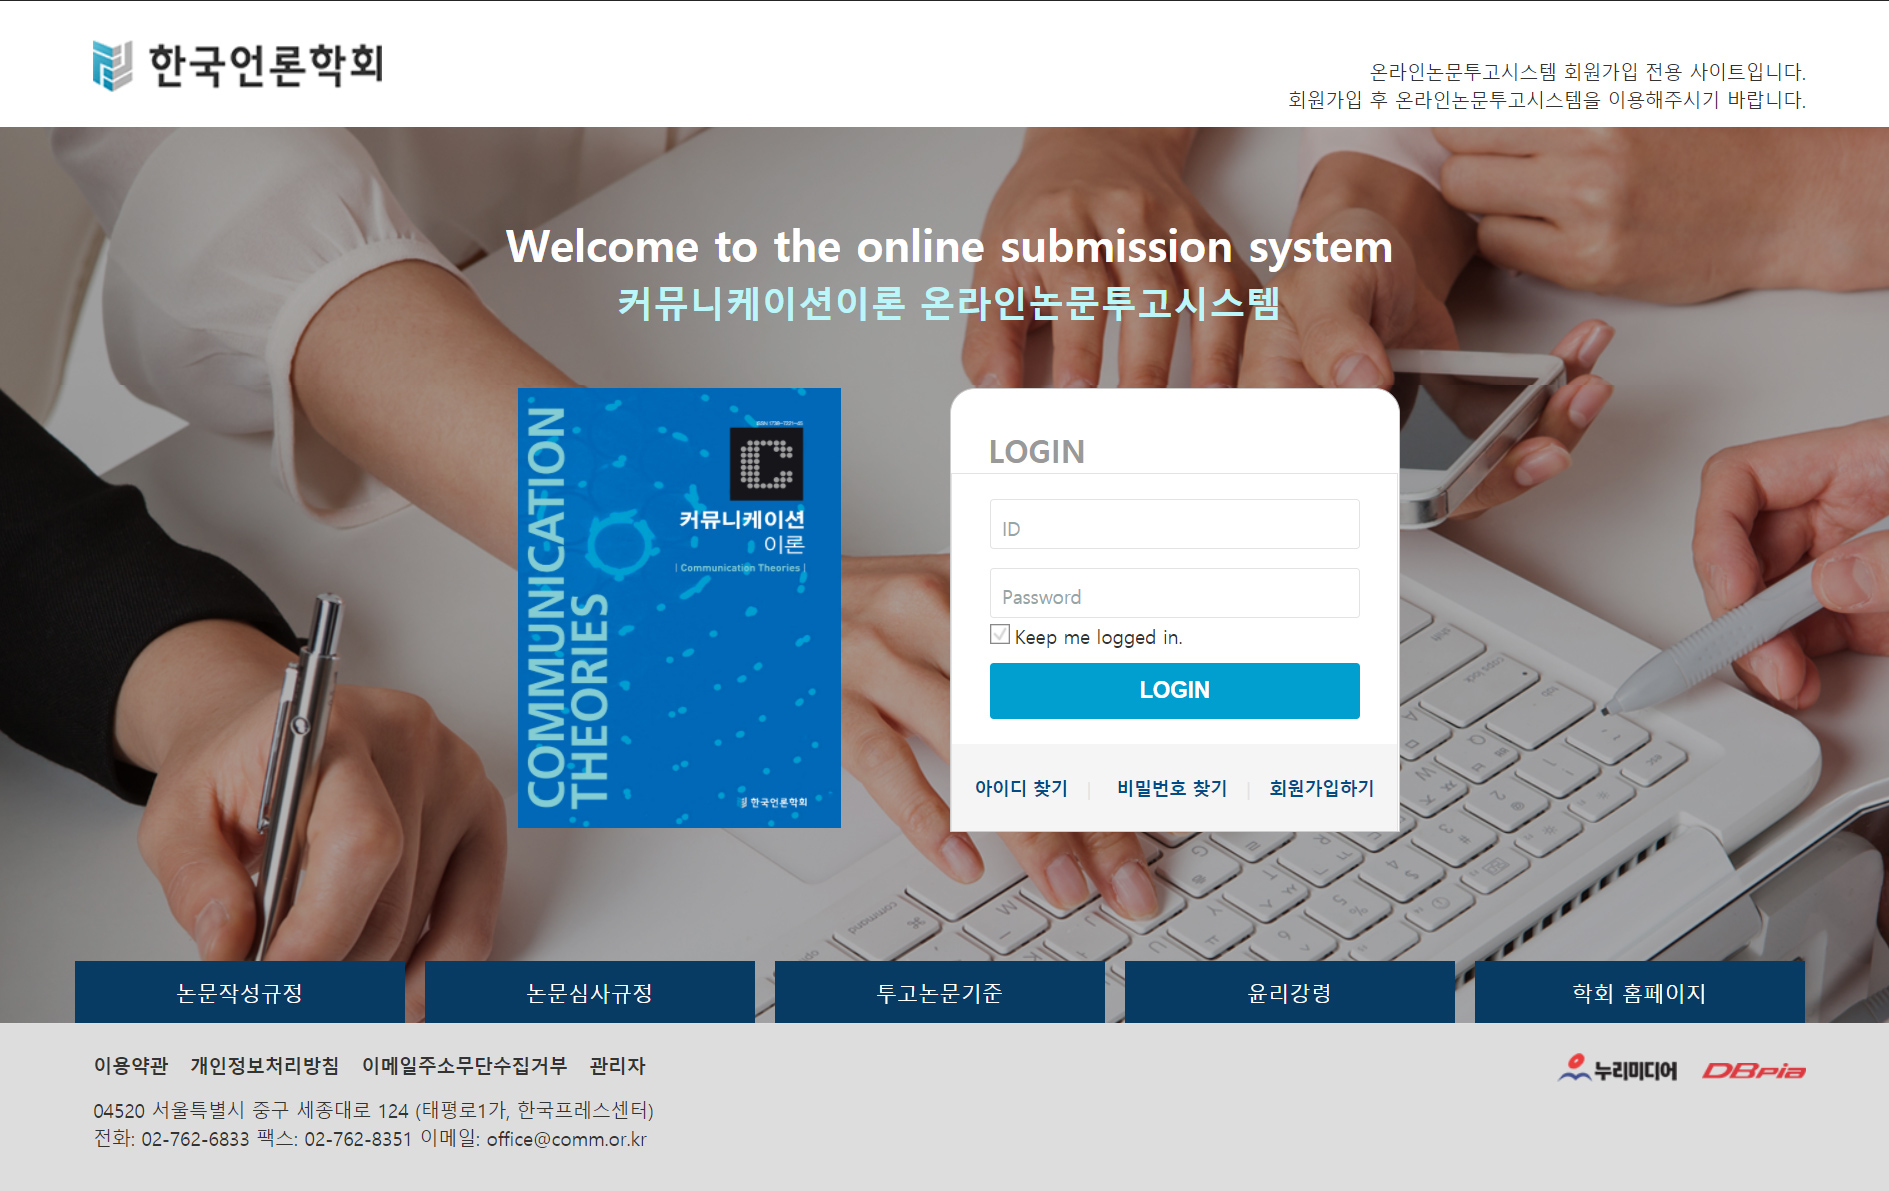 한국언론학회
온라인논문투고시스템 회원가입 전용 사이트입니다.
회원가입 후 온라인논문투고시스템을 이용해주시기 바랍니다.
Welcome to the online submission system
커뮤니케이션이론 온라인논문투고시스템
COMMUNICATION
THEORIES
C
커뮤니케이션
이론
| Communication Theories |
한국언론학회
LOGIN
ID
Password
Keep me logged in.
LOGIN
아이디 찾기 | 비밀번호 찾기 | 회원가입하기
caps lock
command
논문작성규정
논문심사규정
투고논문기준
윤리강령
학회 홈페이지
이용약관 개인정보처리방침 이메일주소무단수집거부 관리자
누리미디어 DBpia
04520 서울특별시 중구 세종대로 124 (태평로1가, 한국프레스센터)
전화: 02-762-6833 팩스: 02-762-8351 이메일: office@comm.or.kr